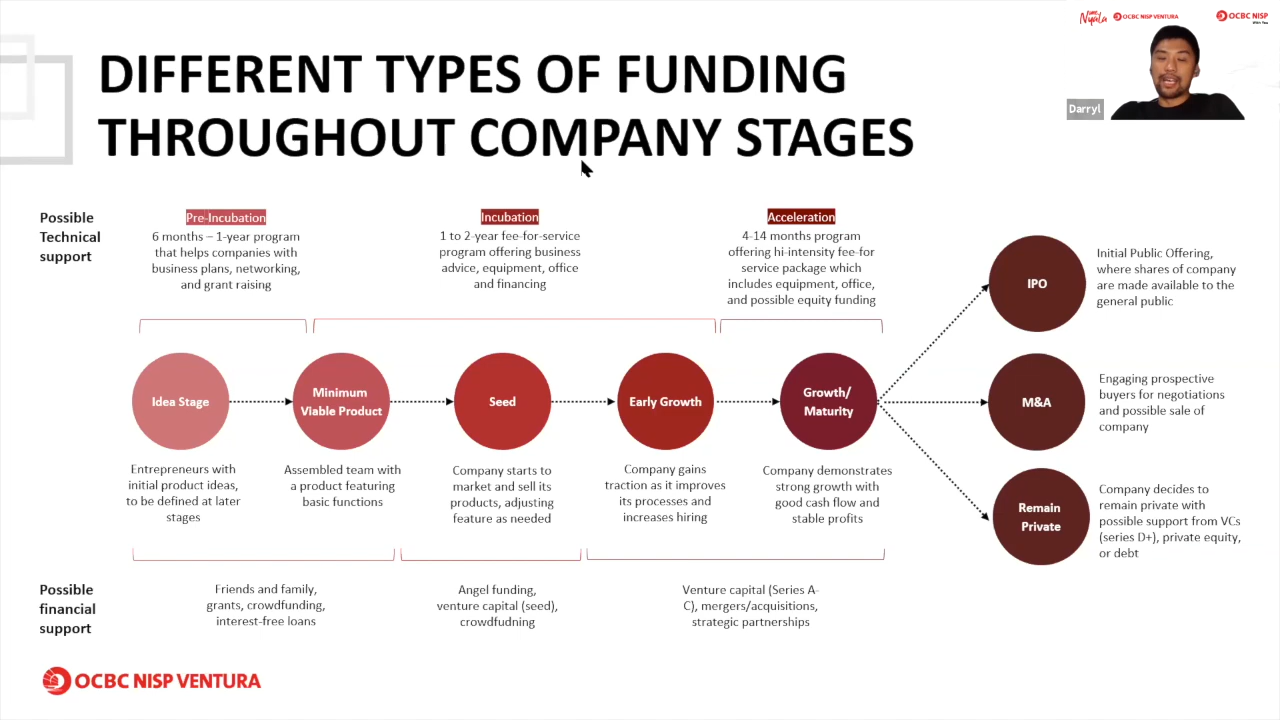 Nyala
OCBC NISP VENTURA
OCBC NISP
With You
Darryl
DIFFERENT TYPES OF FUNDING
THROUGHOUT COMPANY STAGES
Possible
Technical
support
Pre-Incubation
6 months – 1-year program
that helps companies with
business plans, networking,
and grant raising
Incubation
1 to 2-year fee-for-service
program offering business
advice, equipment, office
and financing
Acceleration
4-14 months program
offering hi-intensity fee-for
service package which
includes equipment, office,
and possible equity funding
Idea Stage
Minimum
Viable Product
Seed
Early Growth
Growth/
Maturity
IPO
Initial Public Offering,
where shares of company
are made available to the
general public
M&A
Engaging prospective
buyers for negotiations
and possible sale of
company
Remain
Private
Company decides to
remain private with
possible support from VCs
(series D+), private equity,
or debt
Entrepreneurs with
initial product ideas,
to be defined at later
stages
Assembled team with
a product featuring
basic functions
Company starts to
market and sell its
products, adjusting
feature as needed
Company gains
traction as it improves
its processes and
increases hiring
Company demonstrates
strong growth with
good cash flow and
stable profits
Possible
financial
support
Friends and family,
grants, crowdfunding,
interest-free loans
Angel funding,
venture capital (seed),
crowdfudning
Venture capital (Series A-
C), mergers/acquisitions,
strategic partnerships
OCBC NISP VENTURA